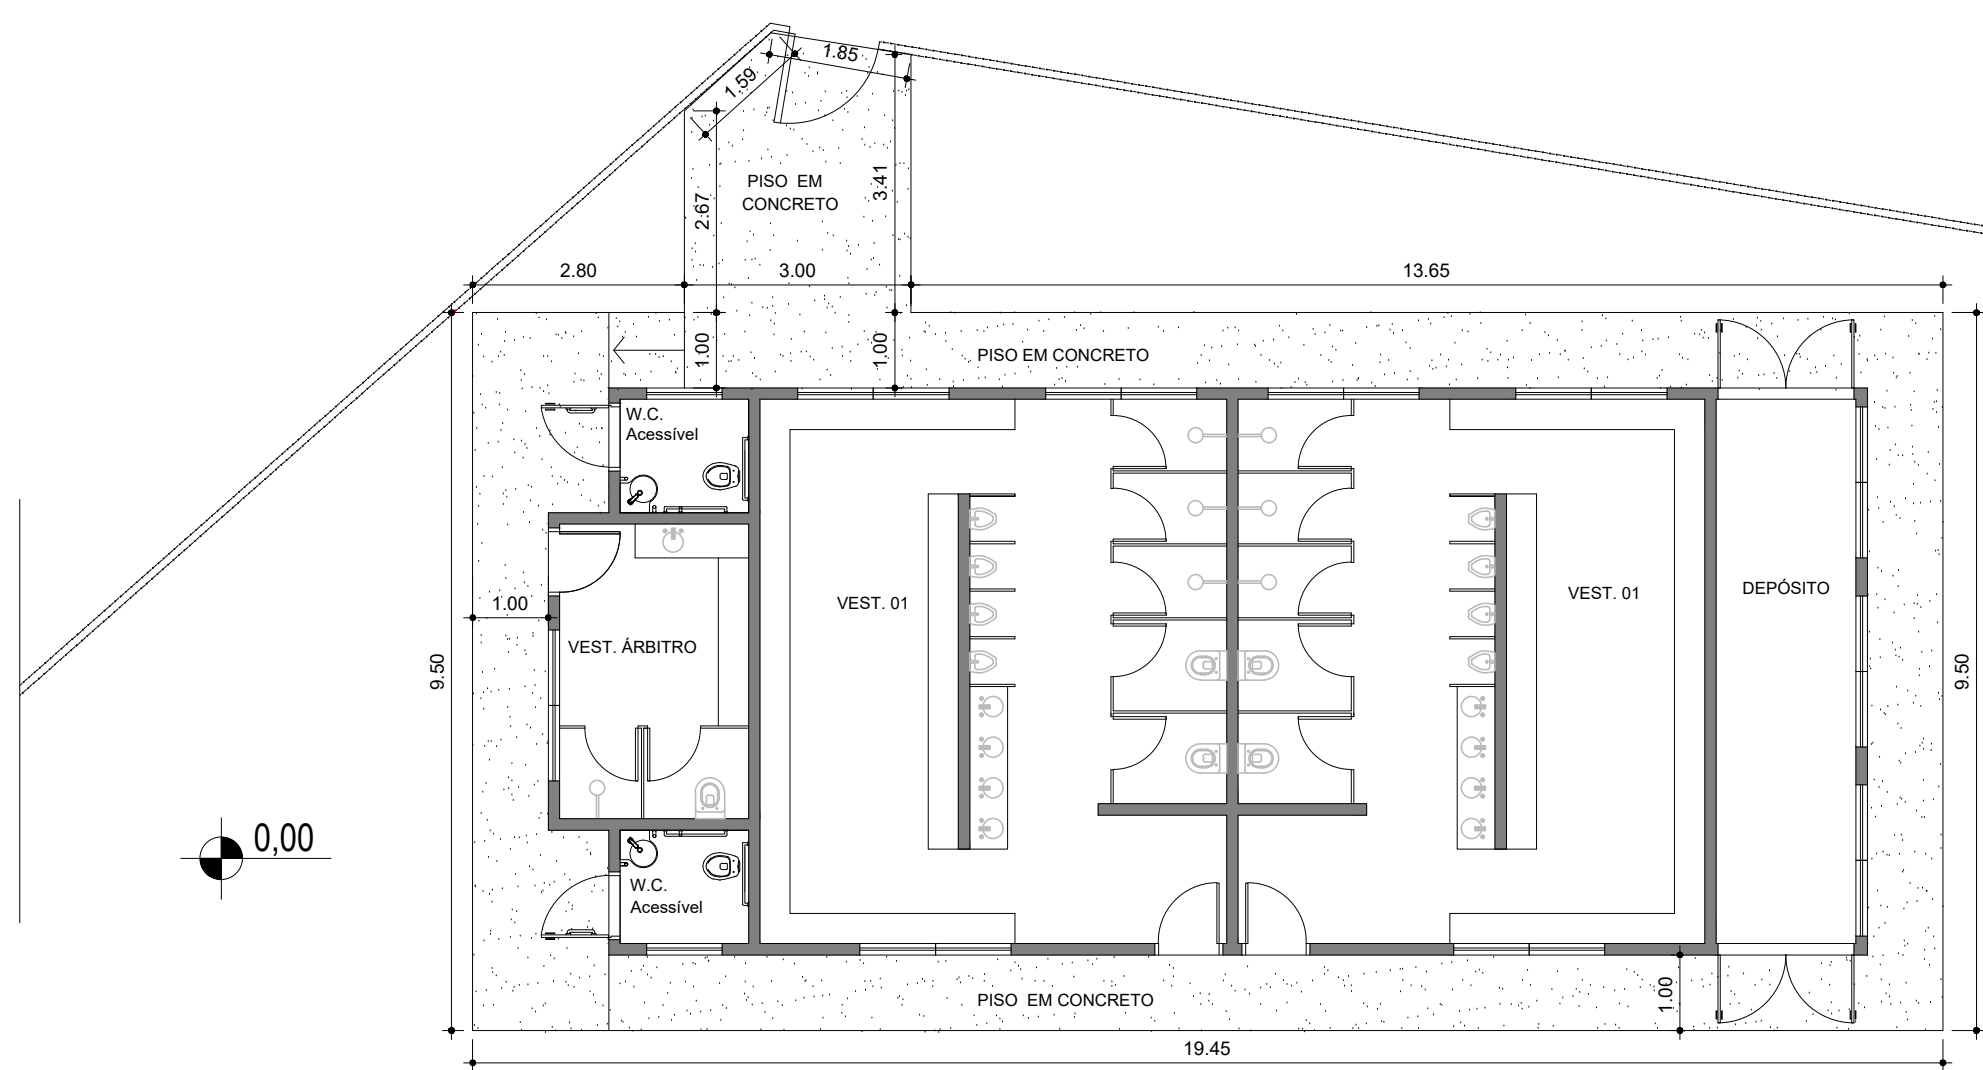 1.85
1.59
PISO EM
CONCRETO
2.67
3.41
2.80
3.00
13.65
1.00
1.00
PISO EM CONCRETO
W.C.
Acessível
1.00
VEST. 01
VEST. 01
DEPÓSITO
VEST. ÁRBITRO
9.50
9.50
0,00
W.C.
Acessível
PISO EM CONCRETO
1.00
19.45